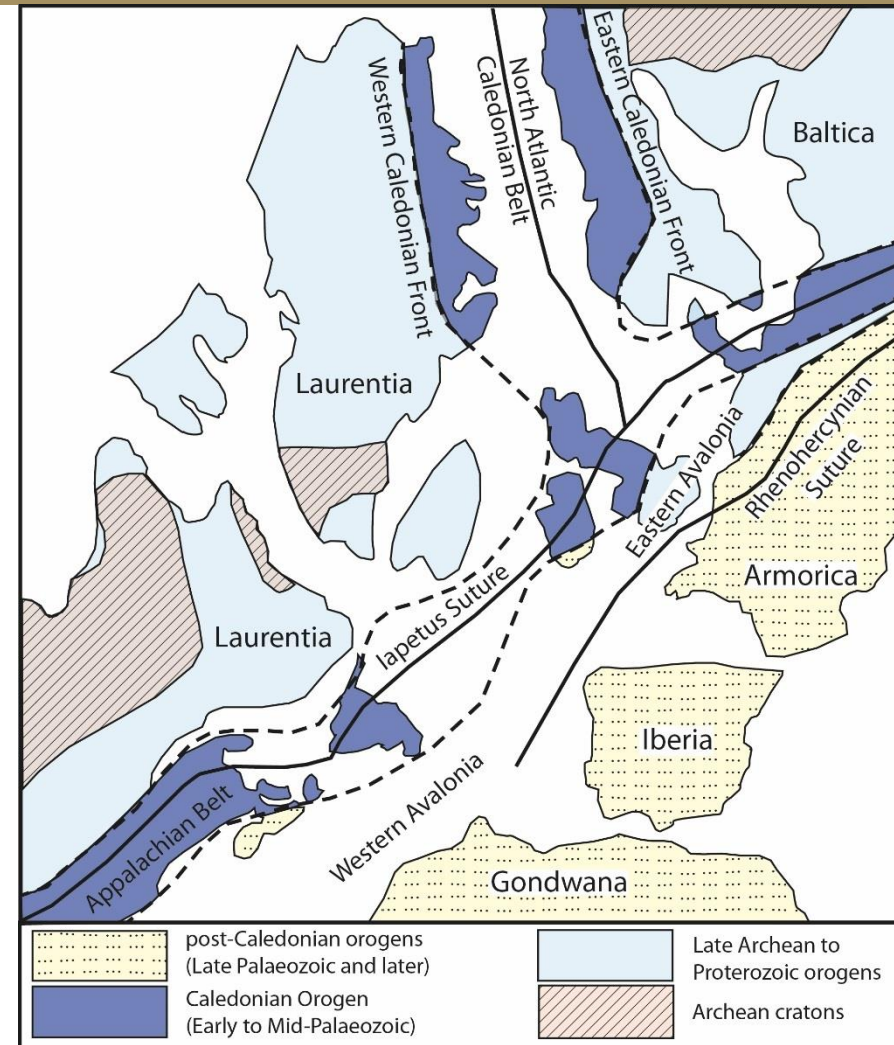 Western Caledonian Front
North Atlantic
Caledonian Belt
Eastern Caledonian Front
Baltica
Laurentia
Eastern Avalonia
Rhenohercynian
Suture
Armorica
Iapetus Suture
Laurentia
Iberia
Western Avalonia
Appalachian Belt
Gondwana
post-Caledonian orogens
(Late Palaeozoic and later)
Caledonian Orogen
(Early to Mid-Palaeozoic)
Late Archean to
Proterozoic orogens
Archean cratons